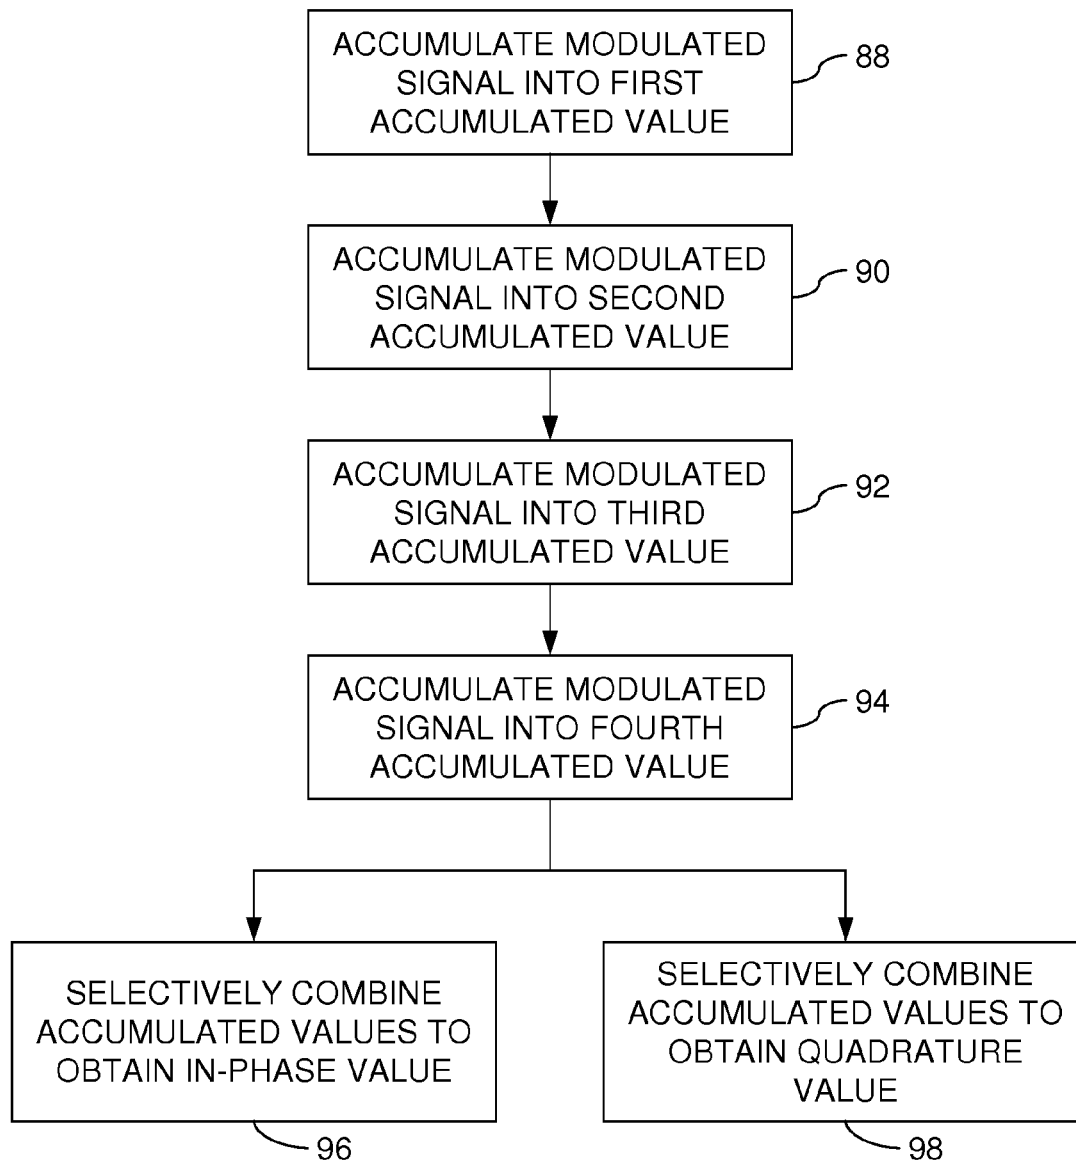 ACCUMULATE MODULATED
SIGNAL INTO FIRST
ACCUMULATED VALUE
88
ACCUMULATE MODULATED
SIGNAL INTO SECOND
ACCUMULATED VALUE
90
ACCUMULATE MODULATED
SIGNAL INTO THIRD
ACCUMULATED VALUE
92
ACCUMULATE MODULATED
SIGNAL INTO FOURTH
ACCUMULATED VALUE
94
SELECTIVELY COMBINE
ACCUMULATED VALUES TO
OBTAIN IN-PHASE VALUE
96
SELECTIVELY COMBINE
ACCUMULATED VALUES TO
OBTAIN QUADRATURE
VALUE
98